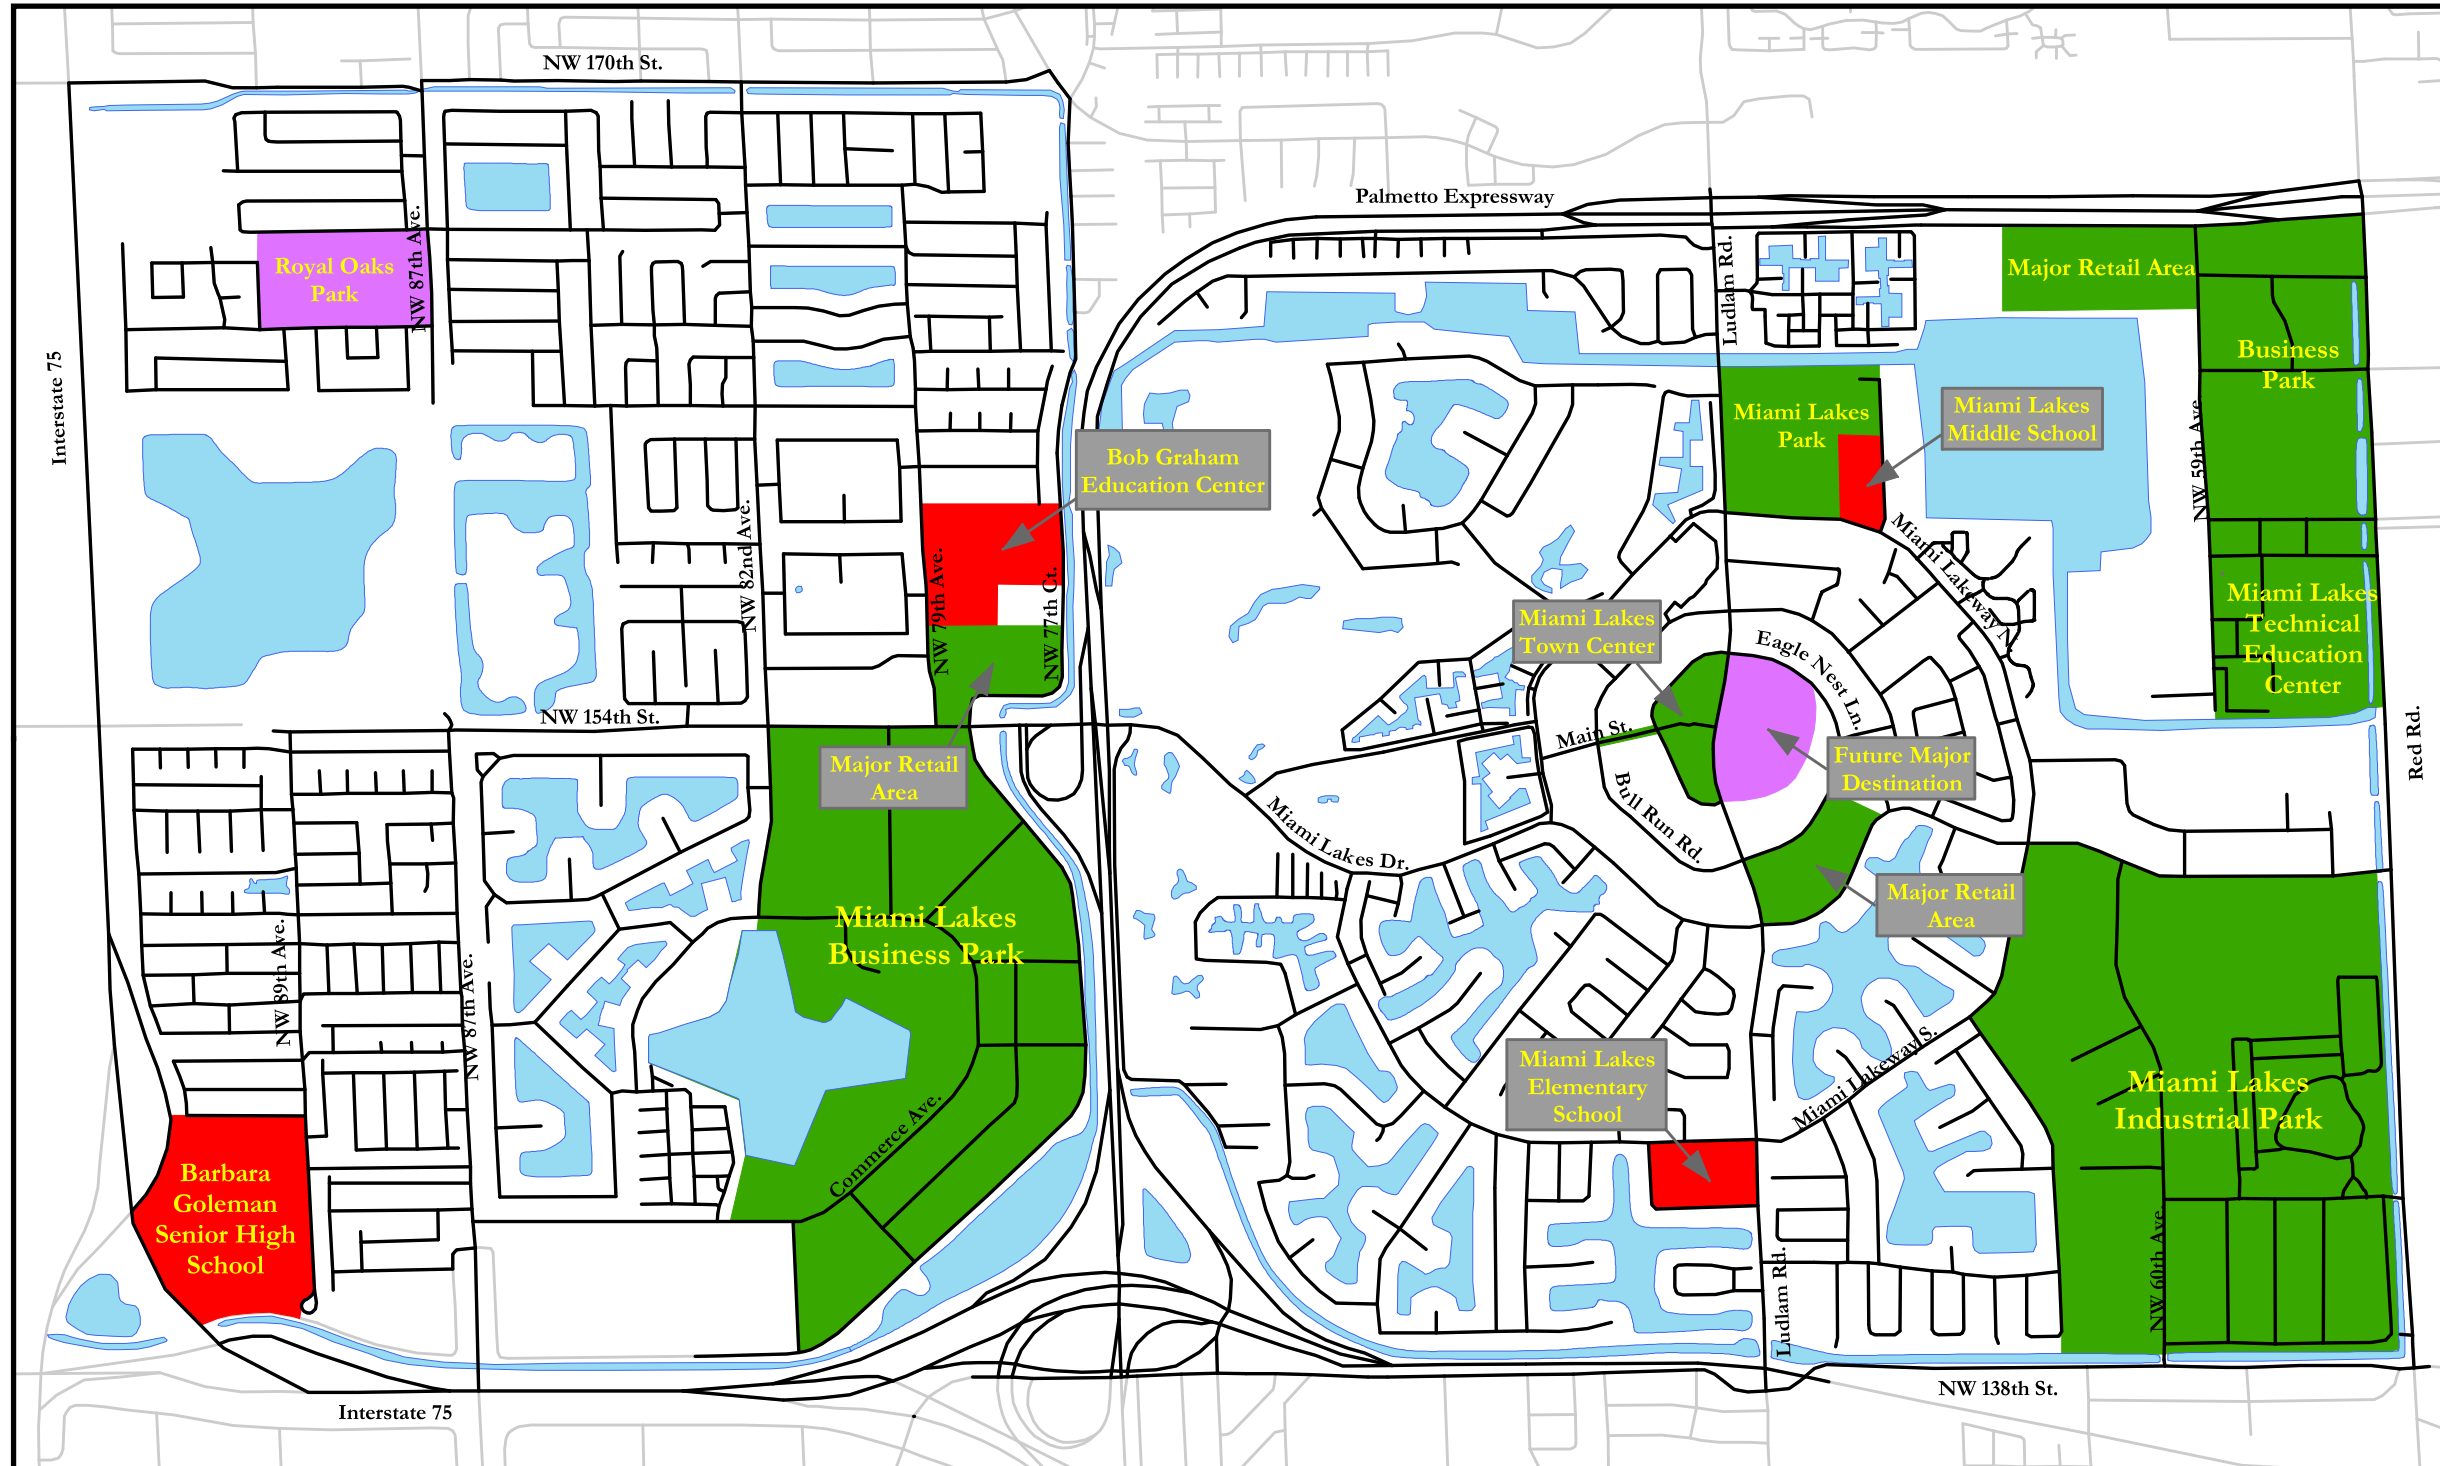 NW 170th St.
Palmetto Expressway
NW 87th Ave.
Royal Oaks
Park
Ludlam Rd.
Major Retail Area
Interstate 75
Business
Park
Miami Lakes
Park
Miami Lakes
Middle School
NW 59th Ave.
Bob Graham
Education Center
NW 82nd Ave.
NW 79th Ave.
NW 77th Ct.
Miami Lakeway N.
Miami Lakes
Town Center
Eagle Nest Ln.
Miami Lakes
Technical
Education
Center
NW 154th St.
Main St.
Red Rd.
Major Retail
Area
Future Major
Destination
Bull Run Rd.
Miami Lakes Dr.
Major Retail
Area
Miami Lakes
Business Park
NW 89th Ave.
NW 87th Ave.
Miami Lakeway S.
Miami Lakes
Elementary
School
Miami Lakes
Industrial Park
Commerce Ave.
Barbara
Goleman
Senior High
School
Ludlam Rd.
NW 60th Ave.
NW 138th St.
Interstate 75